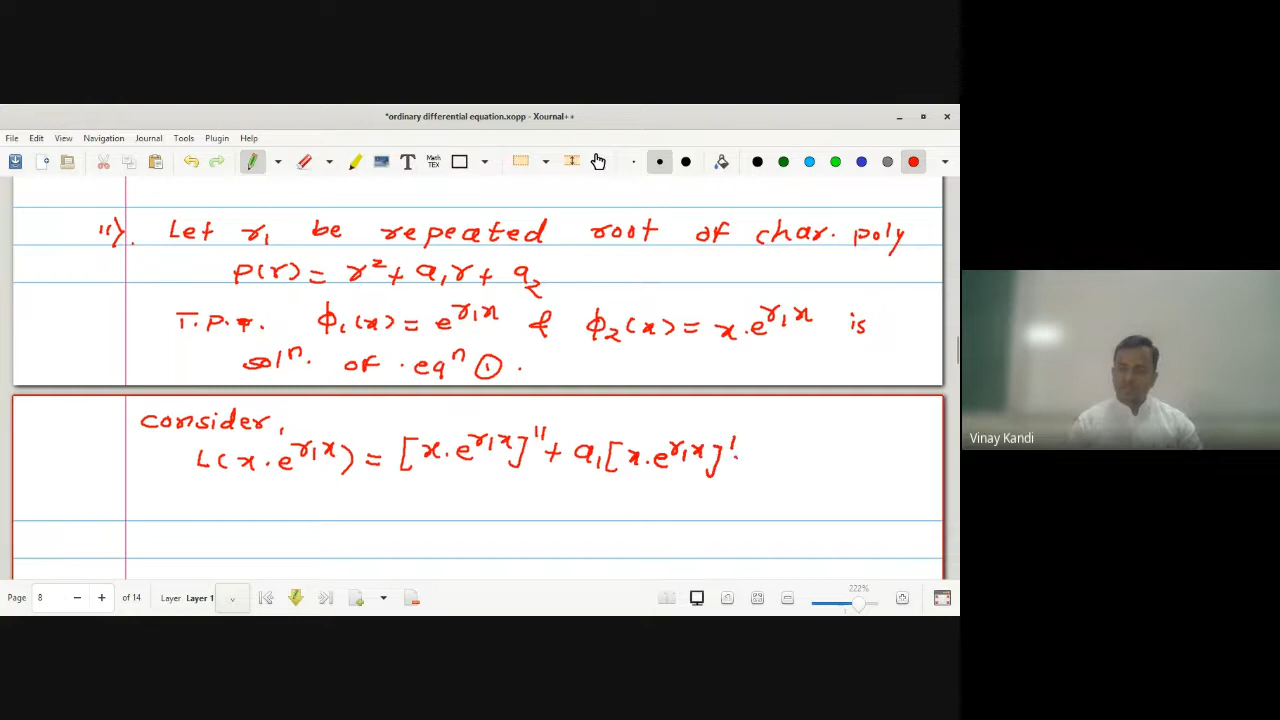 *ordinary differential equation.xopp - Xournal++
File Edit View Navigation Journal Tools Plugin Help
11). Let r₁ be repeated root of char. poly
p(r) = r² + a₁r + a₂
T.P.T. ϕ₁(x) = e^{r₁x} & ϕ₂(x) = x.e^{r₁x} is
solⁿ. of . eqⁿ ①.
consider,
L(x.e^{r₁x}) = [x.e^{r₁x}]'' + a₁[x.e^{r₁x}]'
Vinay Kandi
Page 8 of 14 Layer Layer 1 222%